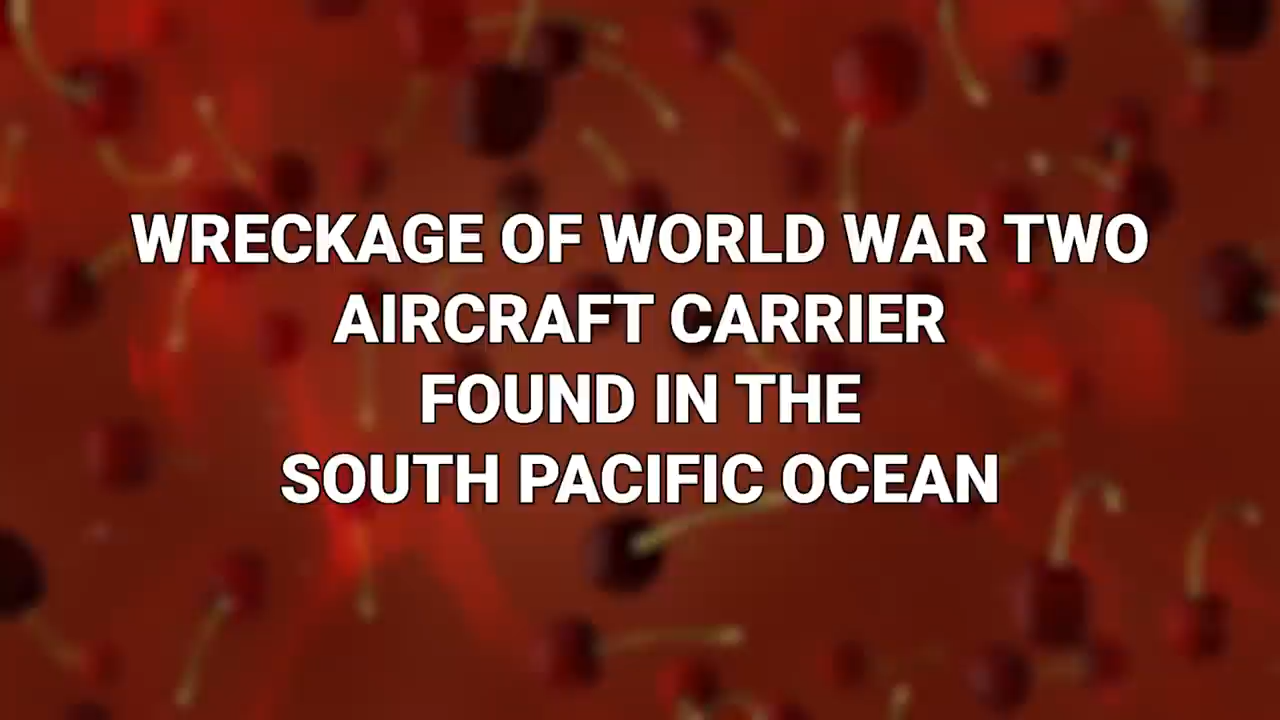 WRECKAGE OF WORLD WAR TWO
AIRCRAFT CARRIER
FOUND IN THE
SOUTH PACIFIC OCEAN